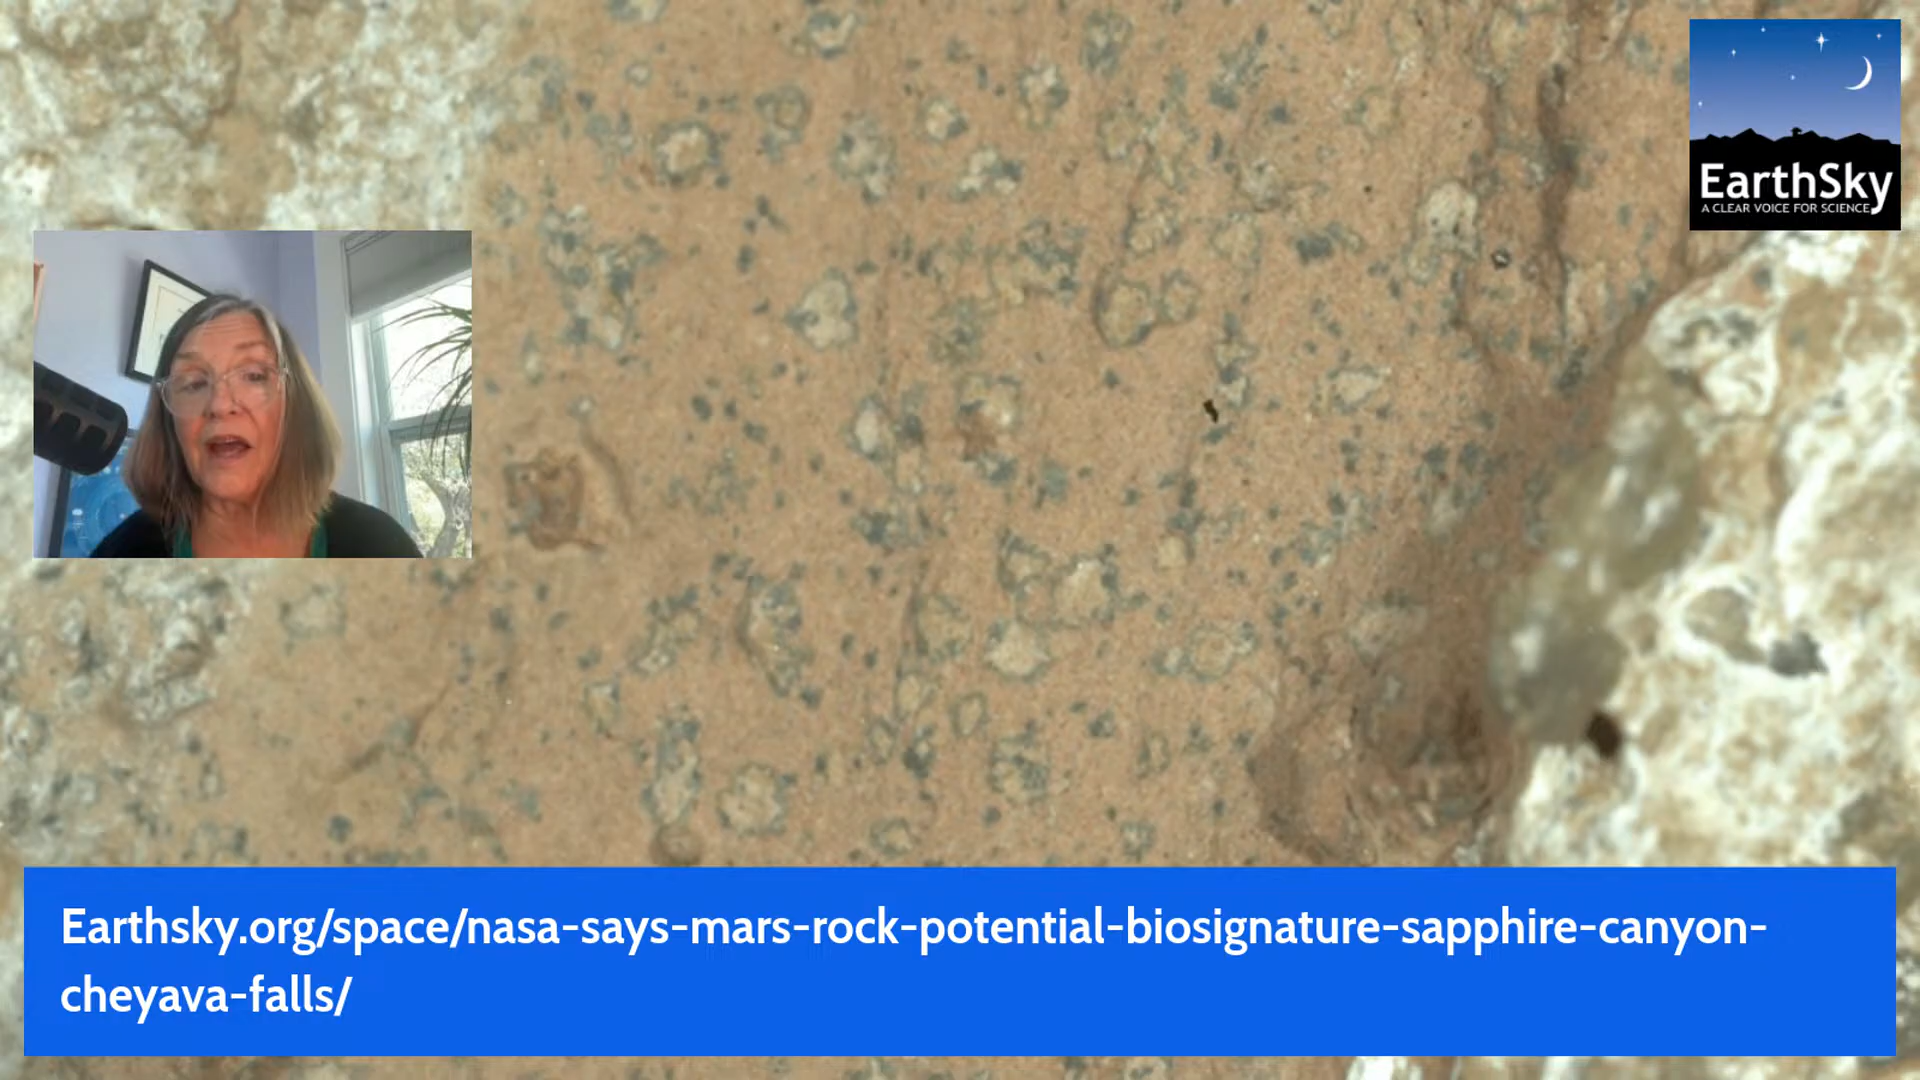 EarthSky
A CLEAR VOICE FOR SCIENCE
Earthsky.org/space/nasa-says-mars-rock-potential-biosignature-sapphire-canyon-
cheyava-falls/